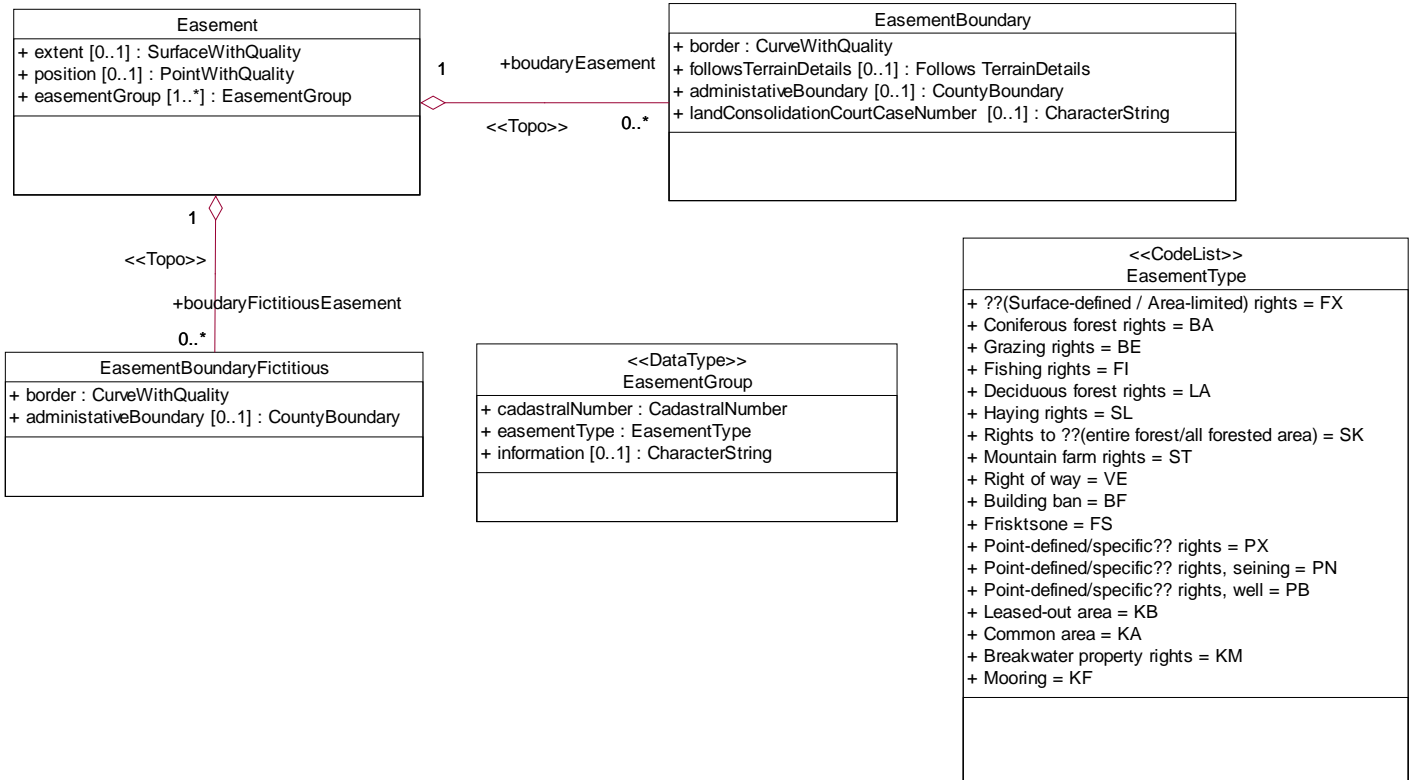 Easement
+ extent [0..1] : SurfaceWithQuality
+ position [0..1] : PointWithQuality
+ easementGroup [1..*] : EasementGroup
EasementBoundary
+ border : CurveWithQuality
+ followsTerrainDetails [0..1] : Follows TerrainDetails
+ administativeBoundary [0..1] : CountyBoundary
+ landConsolidationCourtCaseNumber [0..1] : CharacterString
1
+boudaryEasement
<<Topo>>
0..*
1
<<Topo>>
+boudaryFictitiousEasement
0..*
EasementBoundaryFictitious
+ border : CurveWithQuality
+ administativeBoundary [0..1] : CountyBoundary
<<DataType>>
EasementGroup
+ cadastralNumber : CadastralNumber
+ easementType : EasementType
+ information [0..1] : CharacterString
<<CodeList>>
EasementType
+ ??(Surface-defined / Area-limited) rights = FX
+ Coniferous forest rights = BA
+ Grazing rights = BE
+ Fishing rights = FI
+ Deciduous forest rights = LA
+ Haying rights = SL
+ Rights to ??(entire forest/all forested area) = SK
+ Mountain farm rights = ST
+ Right of way = VE
+ Building ban = BF
+ Frisktsone = FS
+ Point-defined/specific?? rights = PX
+ Point-defined/specific?? rights, seining = PN
+ Point-defined/specific?? rights, well = PB
+ Leased-out area = KB
+ Common area = KA
+ Breakwater property rights = KM
+ Mooring = KF